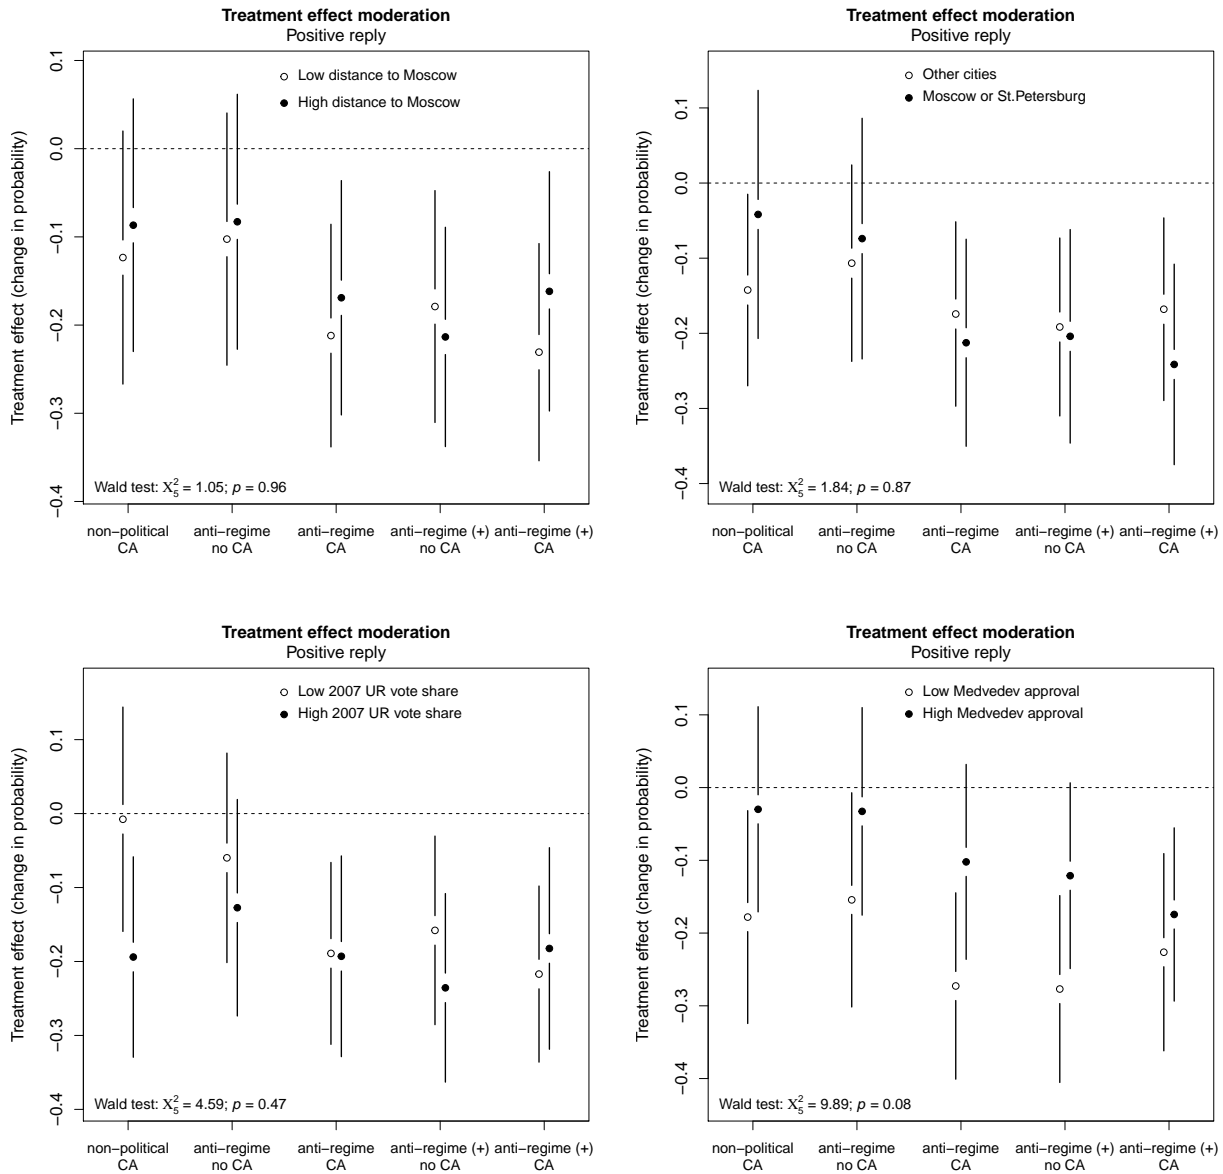 Treatment effect moderation
Positive reply
Treatment effect (change in probability)
0.1
0.0
−0.1
−0.2
−0.3
−0.4
Low distance to Moscow
High distance to Moscow
Wald test: Χ²₅ = 1.05; p = 0.96
non−political CA
anti−regime no CA
anti−regime CA
anti−regime (+) no CA
anti−regime (+) CA
Treatment effect moderation
Positive reply
Treatment effect (change in probability)
0.1
0.0
−0.1
−0.2
−0.3
−0.4
Other cities
Moscow or St.Petersburg
Wald test: Χ²₅ = 1.84; p = 0.87
non−political CA
anti−regime no CA
anti−regime CA
anti−regime (+) no CA
anti−regime (+) CA
Treatment effect moderation
Positive reply
Treatment effect (change in probability)
0.1
0.0
−0.1
−0.2
−0.3
−0.4
Low 2007 UR vote share
High 2007 UR vote share
Wald test: Χ²₅ = 4.59; p = 0.47
non−political CA
anti−regime no CA
anti−regime CA
anti−regime (+) no CA
anti−regime (+) CA
Treatment effect moderation
Positive reply
Treatment effect (change in probability)
0.1
0.0
−0.1
−0.2
−0.3
−0.4
Low Medvedev approval
High Medvedev approval
Wald test: Χ²₅ = 9.89; p = 0.08
non−political CA
anti−regime no CA
anti−regime CA
anti−regime (+) no CA
anti−regime (+) CA